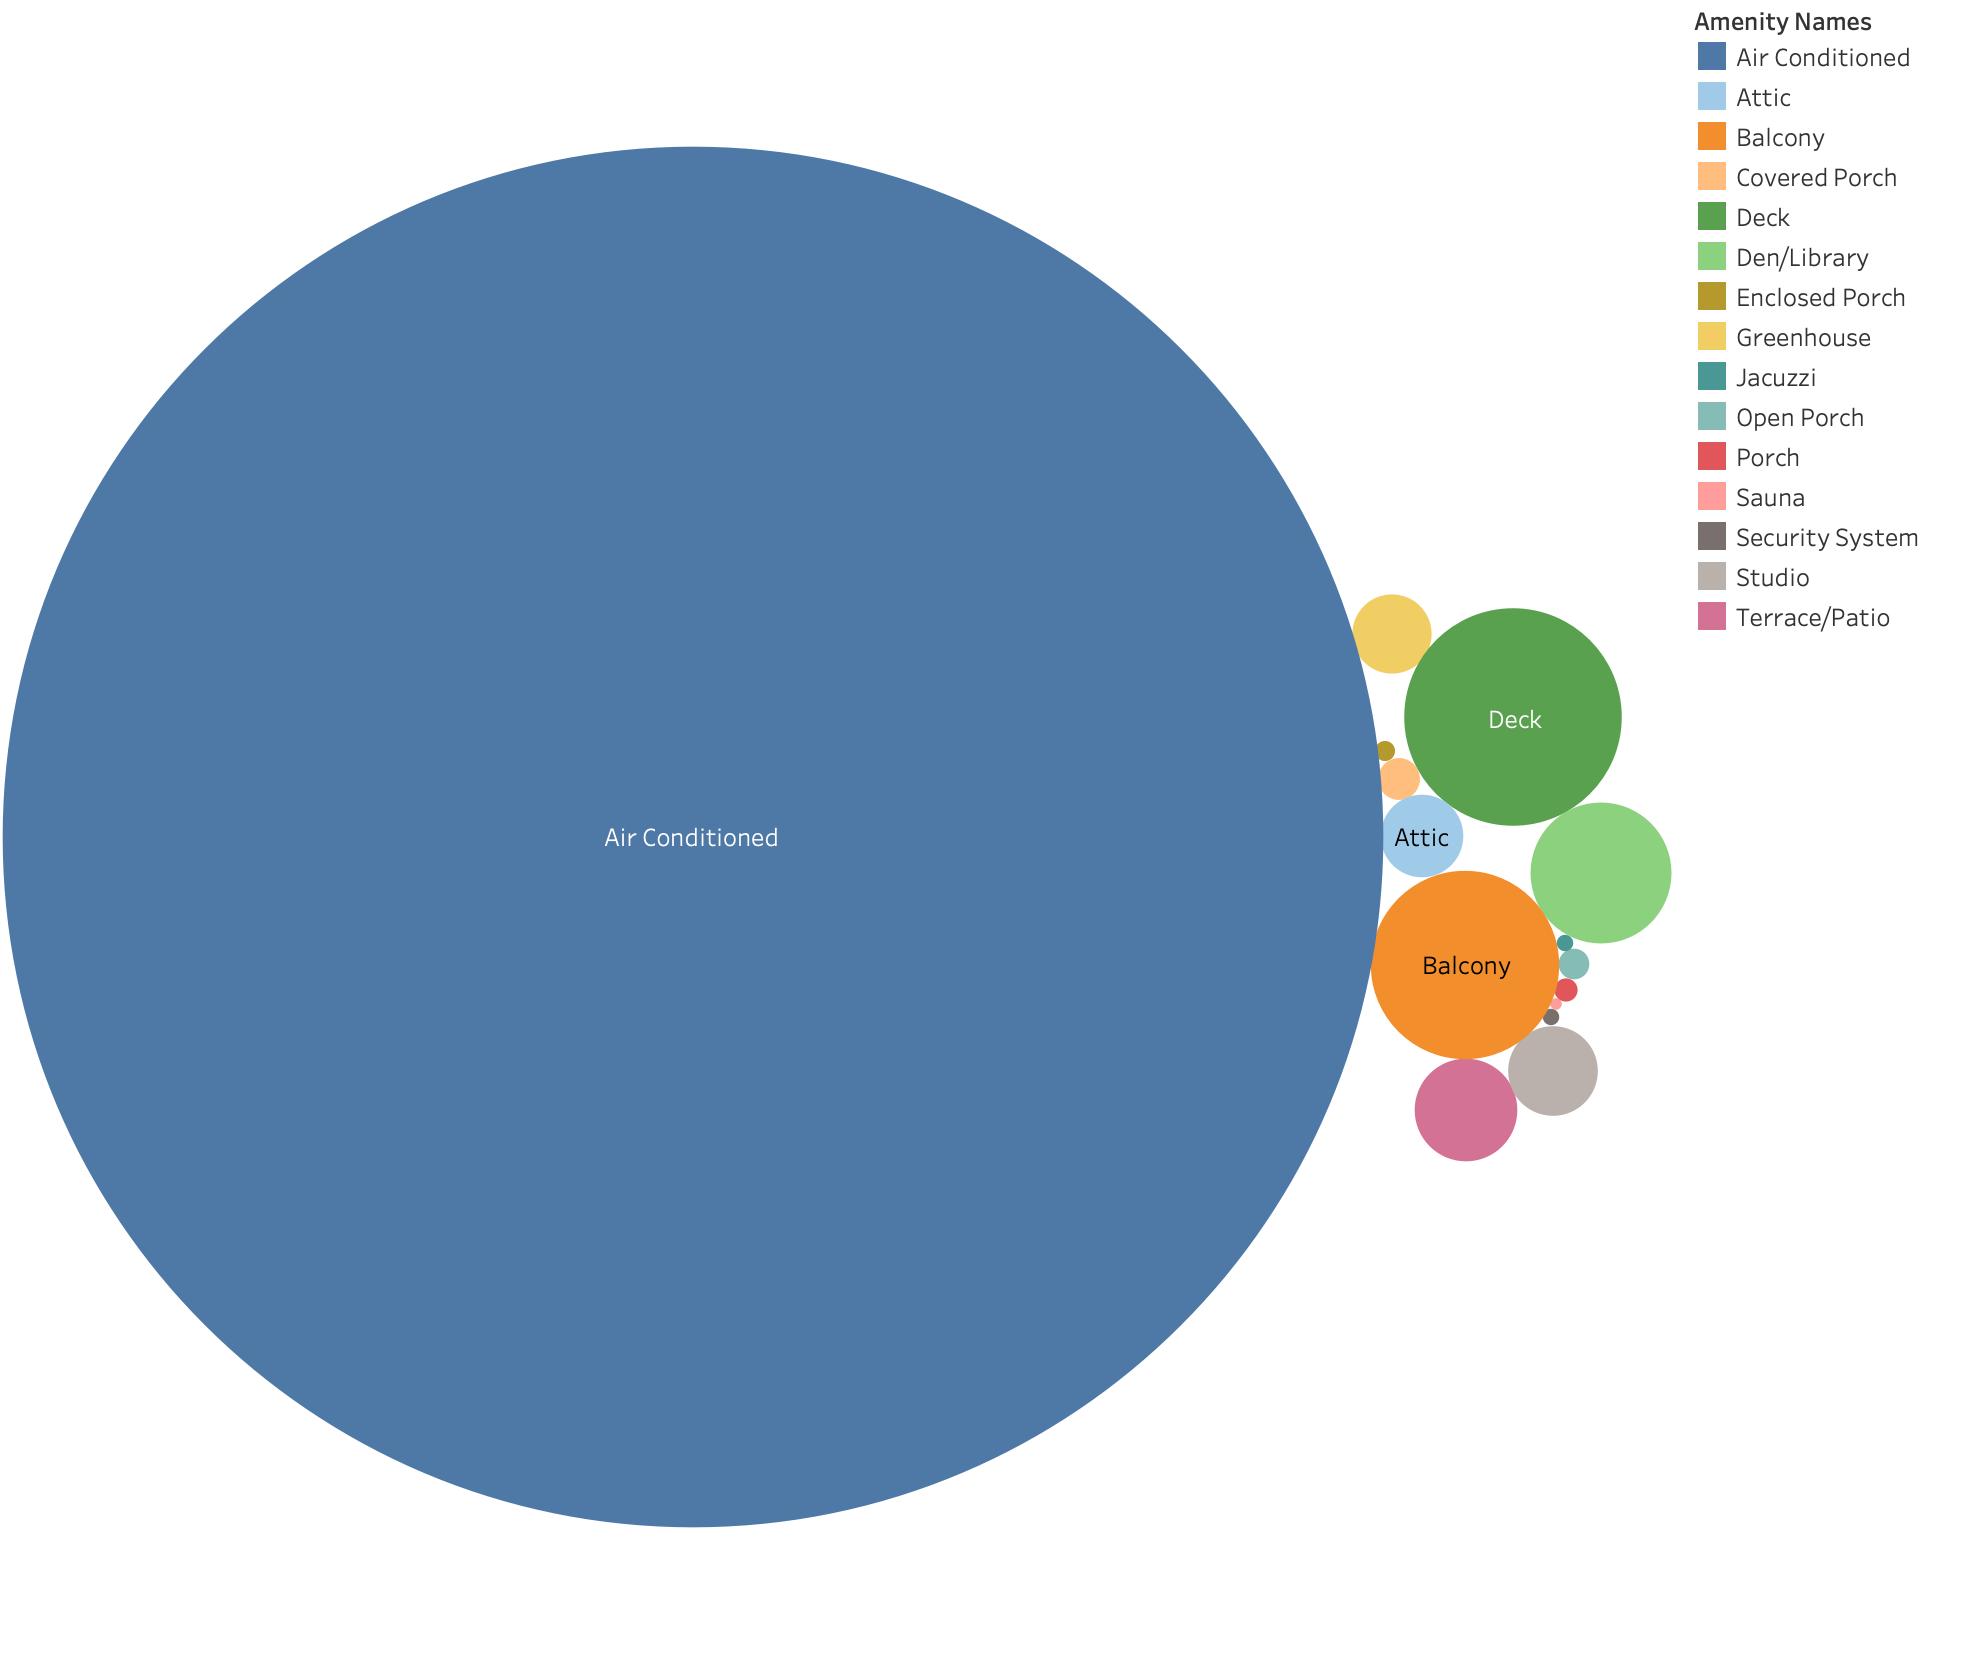 Amenity Names
Air Conditioned
Attic
Balcony
Covered Porch
Deck
Den/Library
Enclosed Porch
Greenhouse
Jacuzzi
Open Porch
Porch
Sauna
Security System
Studio
Terrace/Patio
Deck
Air Conditioned
Attic
Balcony